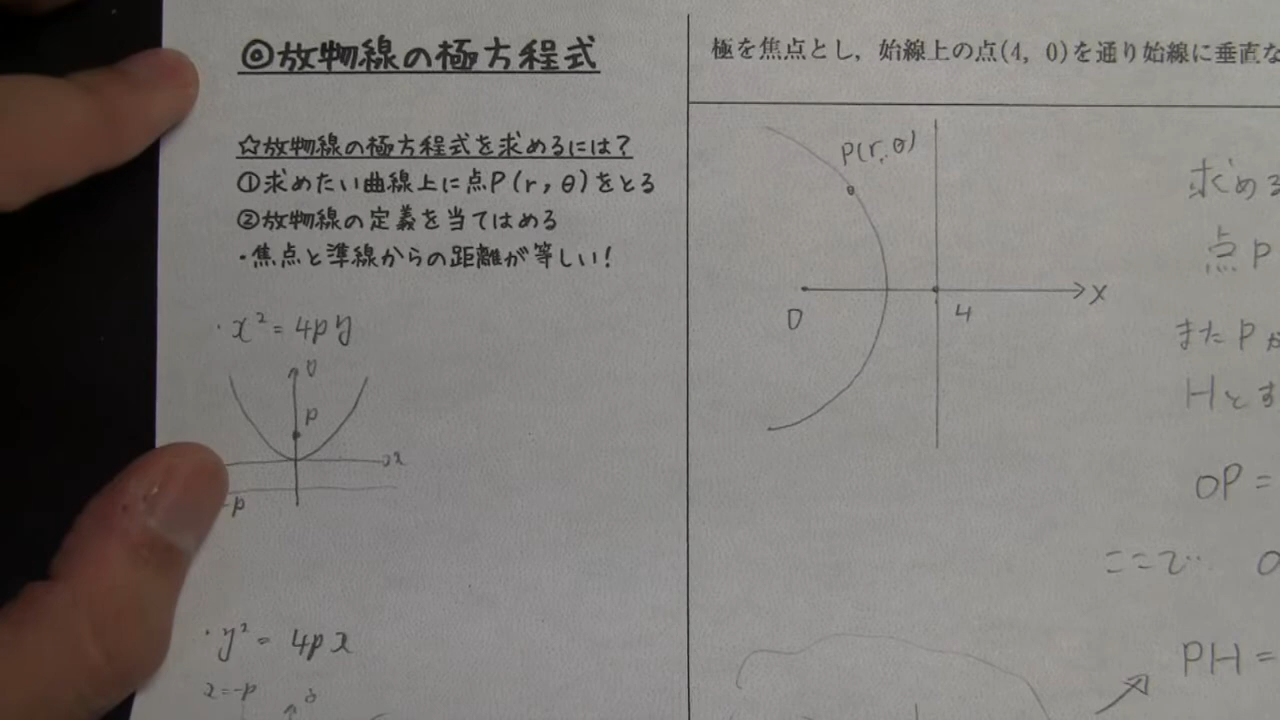 ◎放物線の極方程式
☆放物線の極方程式を求めるには?
①求めたい曲線上に点P(r, θ)をとる
②放物線の定義を当てはめる
・焦点と準線からの距離が等しい!
・x²=4py
y
p
x
-p
・y²=4px
x=-p
極を焦点とし,始線上の点(4, 0)を通り始線に垂直な
P(r,θ)
O
4
X
求める
点P
またPが
Hとす
OP=
ここで
PH=